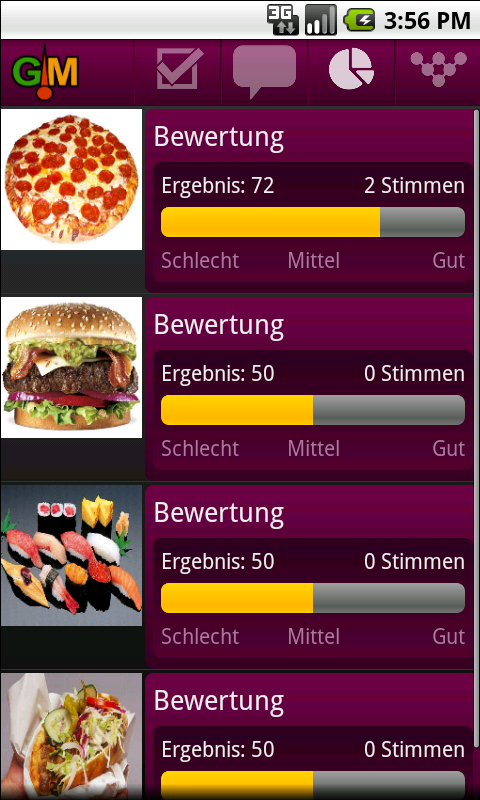 3G 3:56 PM
G!M
Bewertung
Ergebnis: 72 2 Stimmen
Schlecht Mittel Gut
Bewertung
Ergebnis: 50 0 Stimmen
Schlecht Mittel Gut
Bewertung
Ergebnis: 50 0 Stimmen
Schlecht Mittel Gut
Bewertung
Ergebnis: 50 0 Stimmen